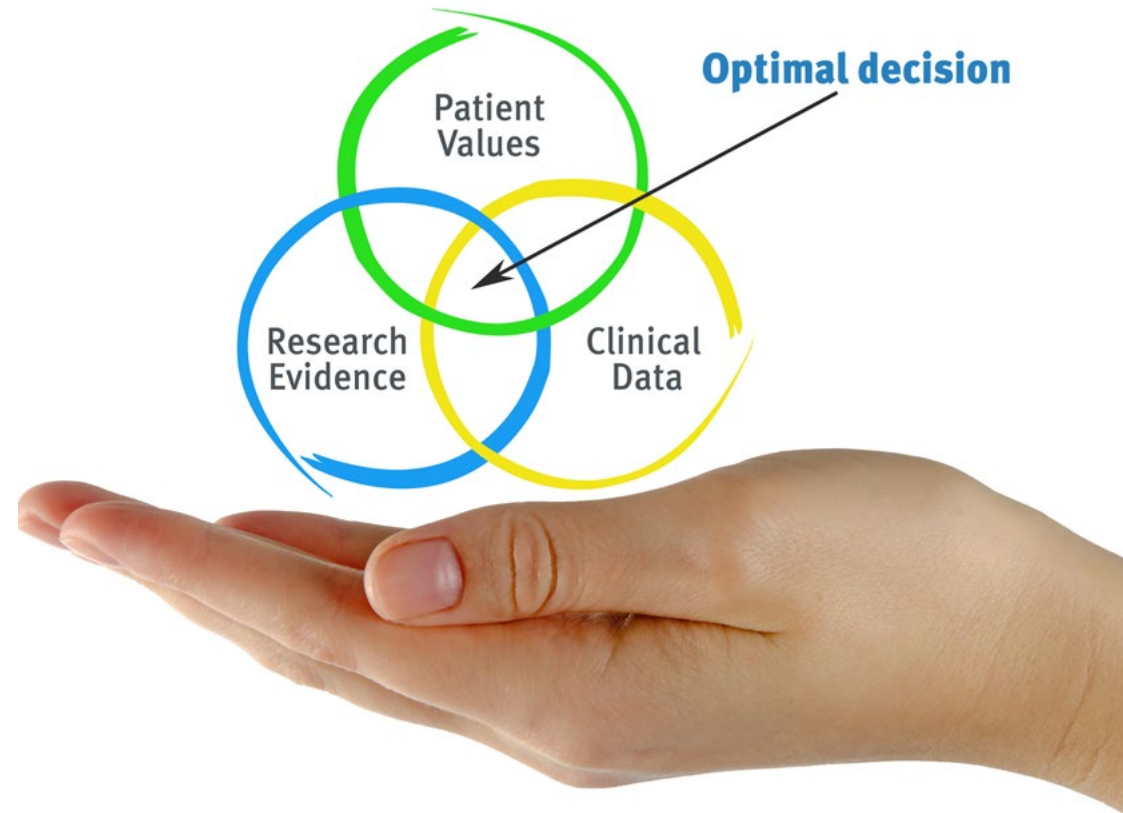 Optimal decision
Patient
Values
Research
Evidence
Clinical
Data